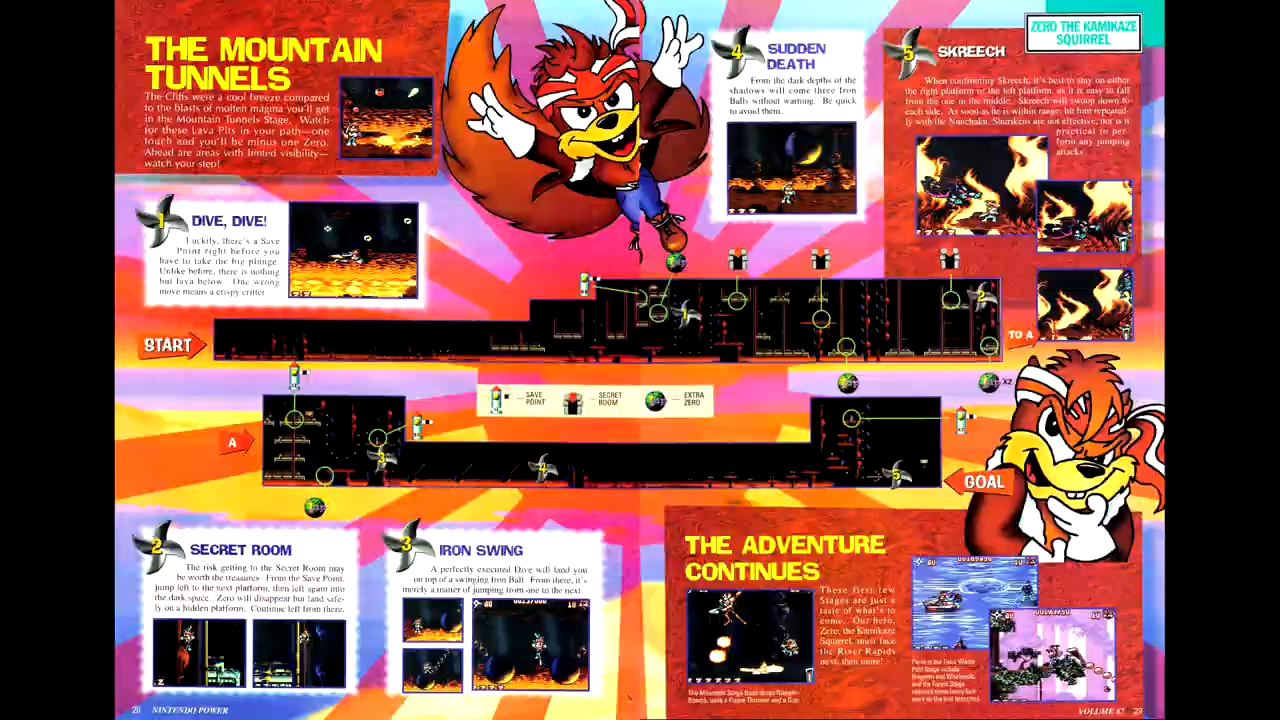 THE MOUNTAIN
TUNNELS
The Cliffs were a cool breeze compared
to the blasts of molten magma you'll get
in the Mountain Tunnels Stage. Watch
for these Lava Pits in your path—one
touch and you'll be minus one Zero.
Ahead are areas with limited visibility—
watch your step!
1
DIVE, DIVE!
Luckily, there's a Save
Point right before you
have to take the big plunge.
Unlike before, there is nothing
but lava below. One wrong
move means a crispy critter
4
SUDDEN
DEATH
From the dark depths of the
shadows will come three Iron
Balls without warning. Be quick
to avoid them.
ZERO THE KAMIKAZE
SQUIRREL
5
SKREECH
When confronting Skreech, it's best to stay on either
the right platform or the left platform, as it is easy to fall
from the one in the middle. Skreech will swoop down to
each side. As soon as he is within range, hit him repeated-
ly with the Nunchaku. Shurikens are not effective, nor is it
practical to per-
form any jumping
attacks.
START
1
2
TO A
X2
SAVE
POINT
SECRET
ROOM
EXTRA
ZERO
A
3
4
5
GOAL
2
SECRET ROOM
The risk getting to the Secret Room may
be worth the treasures. From the Save Point,
jump left to the next platform, then left again into
the dark space. Zero will disappear but land safe-
ly on a hidden platform. Continue left from there.
3
IRON SWING
A perfectly executed Dive will land you
on top of a swinging Iron Ball. From there, it's
merely a matter of jumping from one to the next.
THE ADVENTURE
CONTINUES
These first few
Stages are just a
taste of what's to
come. Our hero,
Zero, the Kamikaze
Squirrel, must face
the River Rapids
next, then more!
28 NINTENDO POWER
VOLUME 67 29